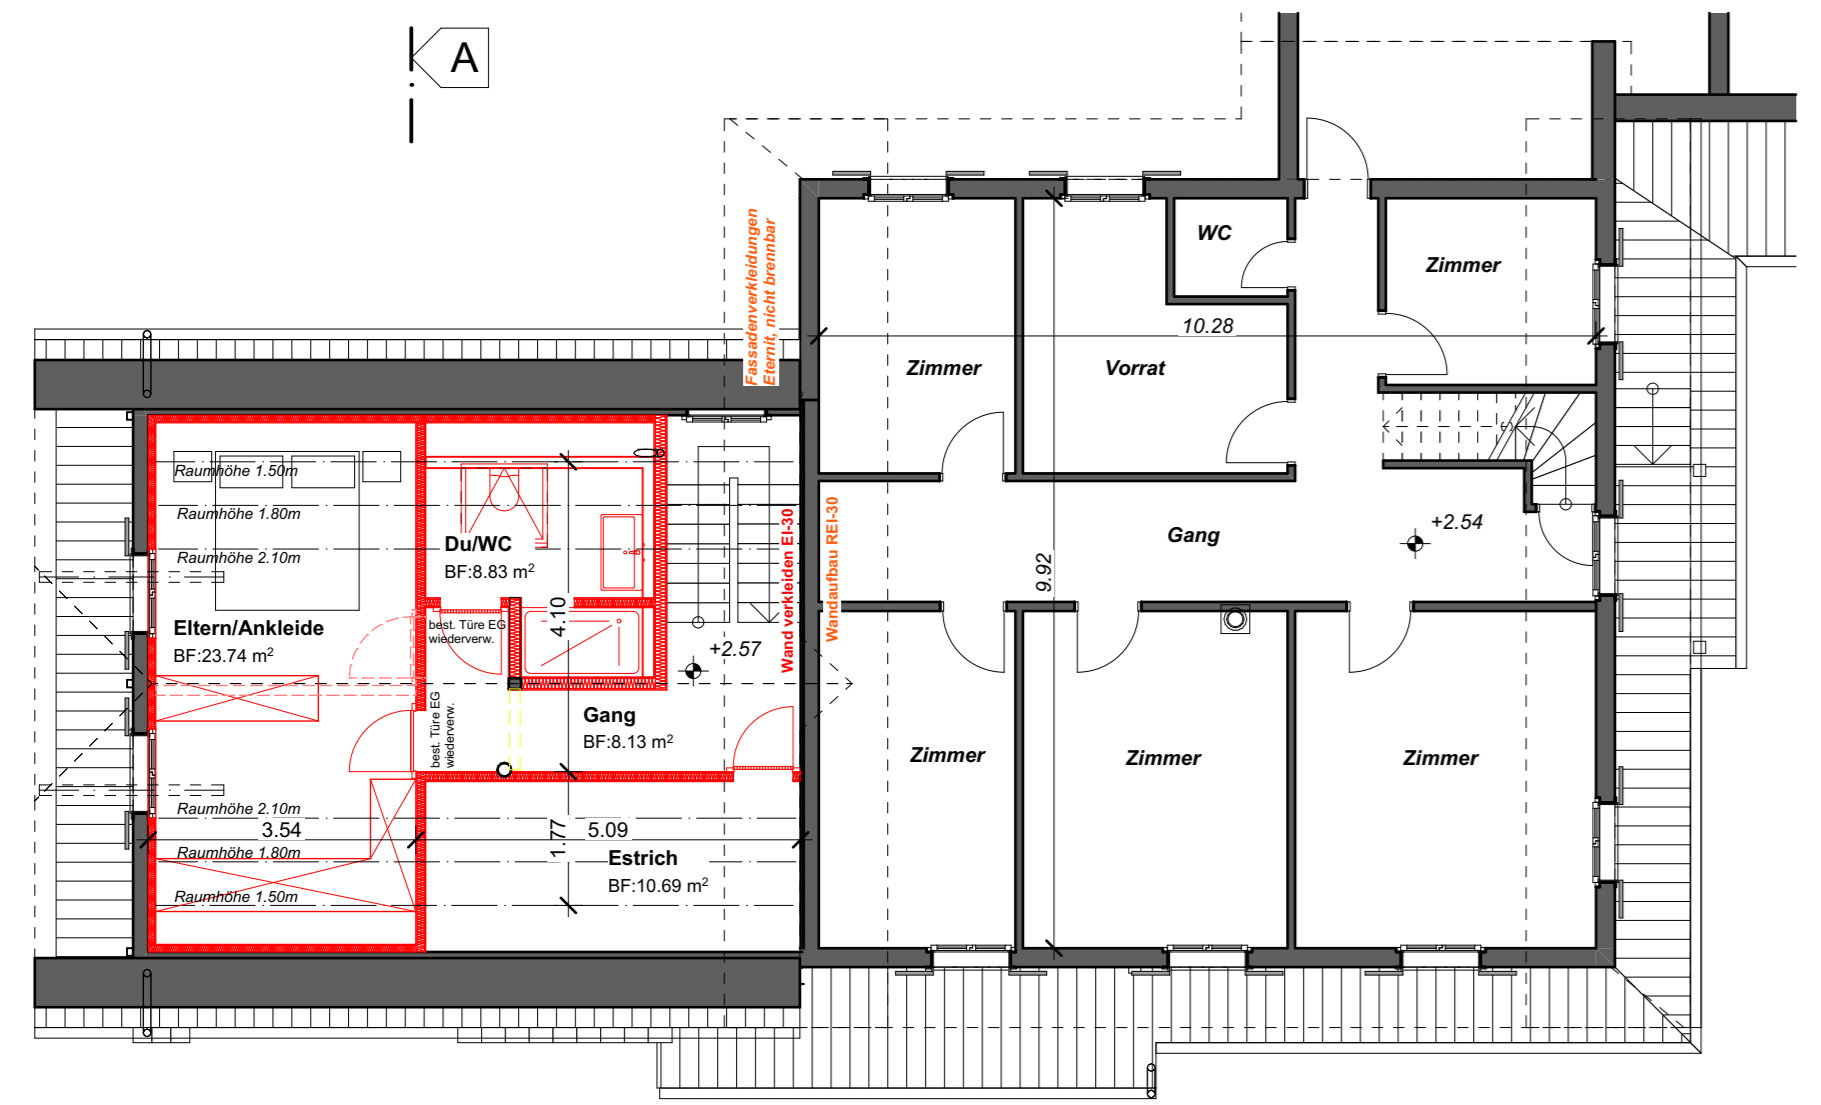 A
Fassadenverkleidungen
Eternit, nicht brennbar
WC
Zimmer
10.28
Zimmer
Vorrat
Raumhöhe 1.50m
Raumhöhe 1.80m
Raumhöhe 2.10m
Du/WC
BF:8.83 m²
Wand verkleiden EI-30
Wandaufbau REI-30
Gang
+2.54
9.92
4.10
Eltern/Ankleide
BF:23.74 m²
best. Türe EG
wiederverw.
+2.57
best. Türe EG
wiederverw.
Gang
BF:8.13 m²
Zimmer
Zimmer
Zimmer
Raumhöhe 2.10m
3.54
1.77
5.09
Raumhöhe 1.80m
Estrich
BF:10.69 m²
Raumhöhe 1.50m